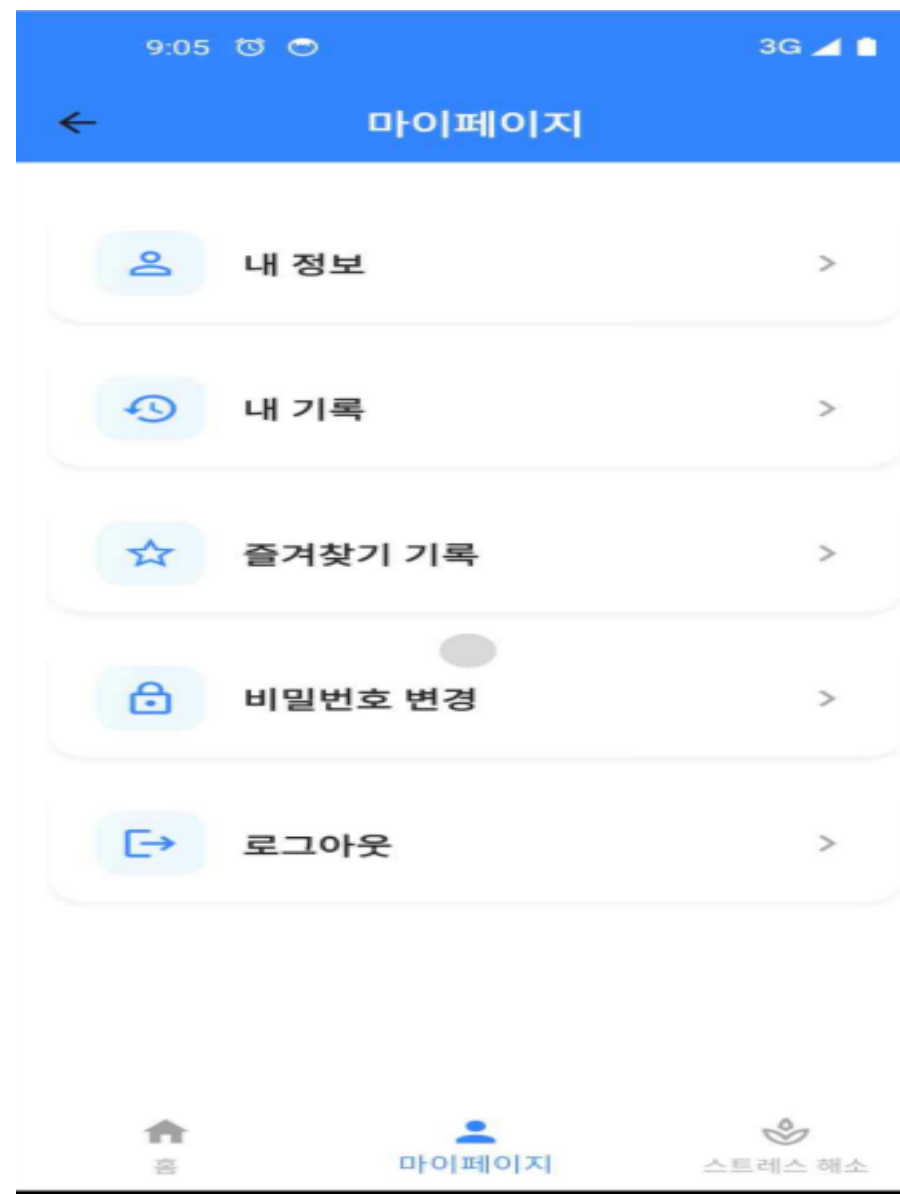 9:05
3G
마이페이지
내 정보
내 기록
즐겨찾기 기록
비밀번호 변경
로그아웃
홈
마이페이지
스트레스 해소